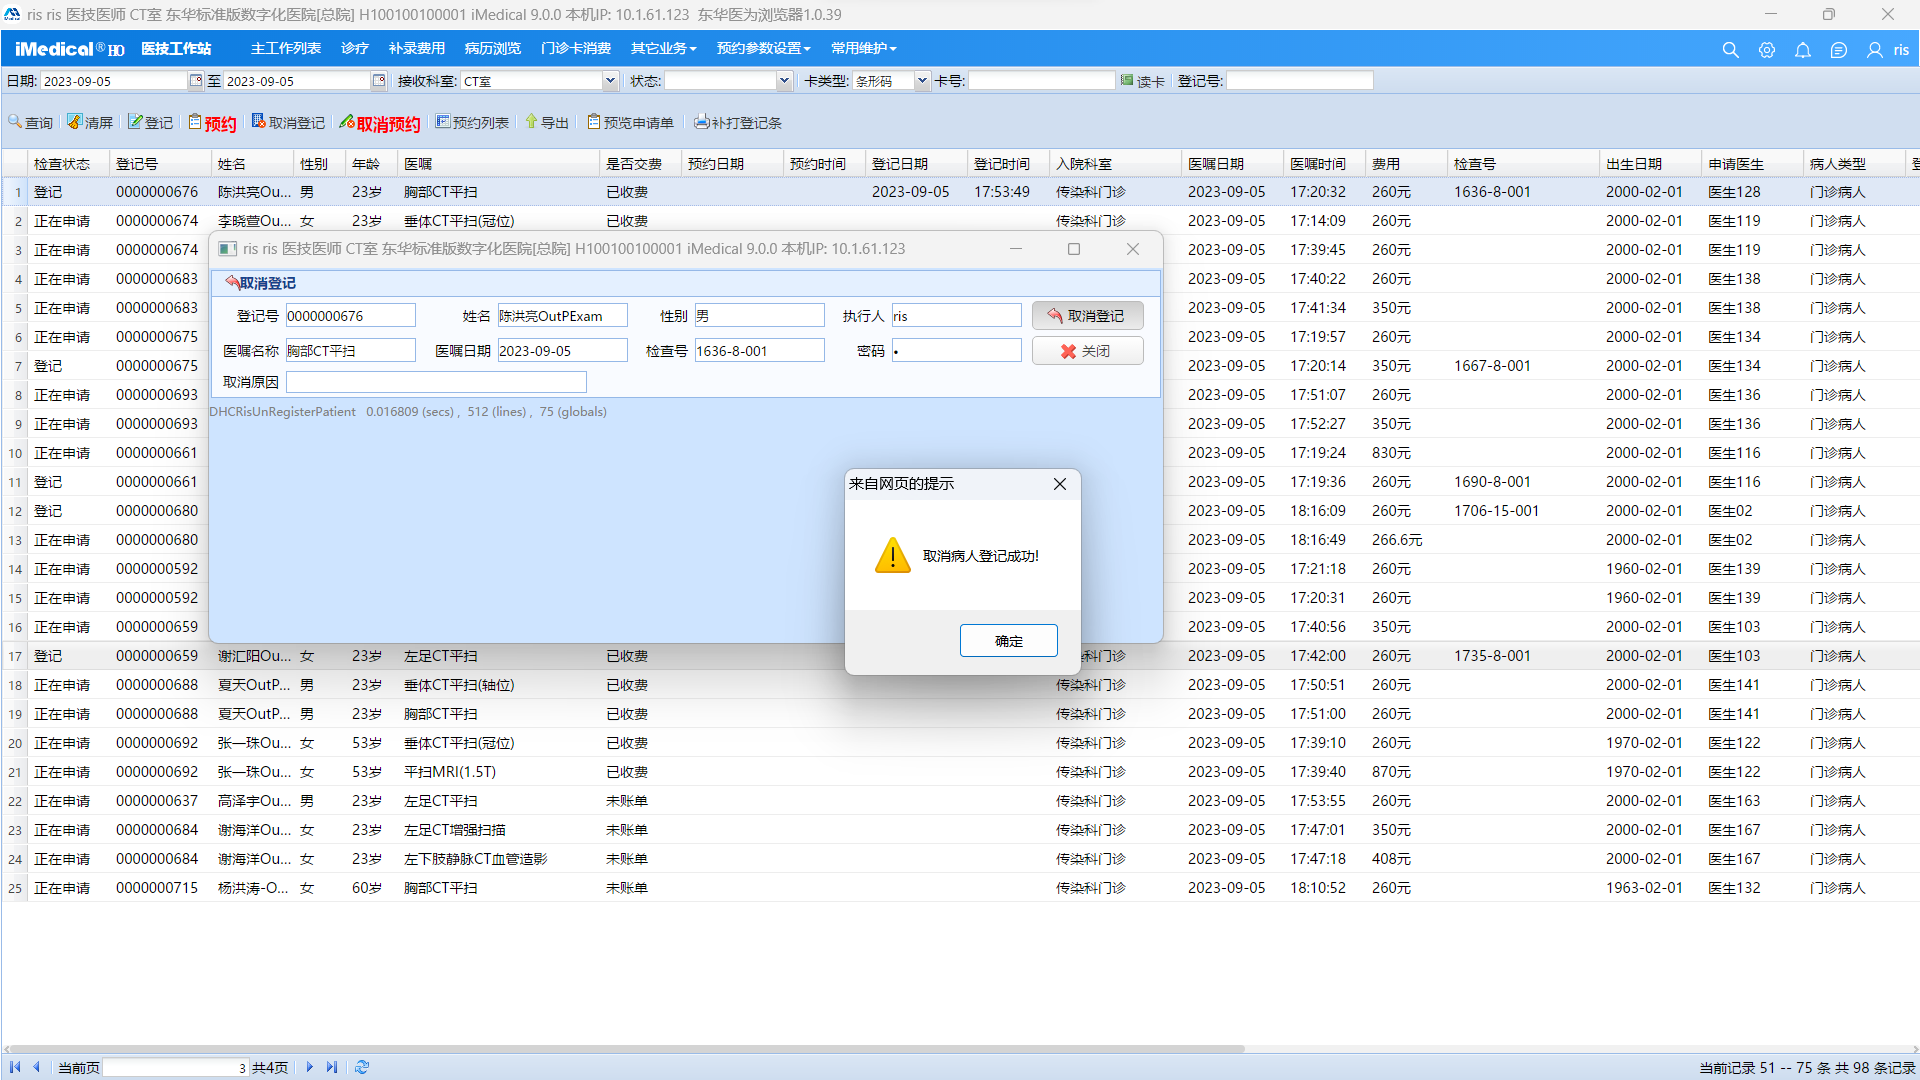 ris ris 医技医师 CT室 东华标准版数字化医院[总院] H100100100001 iMedical 9.0.0 本机IP: 10.1.61.123 东华医为浏览器1.0.39
iMedical® HO 医技工作站 主工作列表 诊疗 补录费用 病历浏览 门诊卡消费 其它业务 预约参数设置 常用维护 ris
日期: 2023-09-05 至 2023-09-05 接收科室: CT室 状态: 卡类型: 条形码 卡号: 读卡 登记号:
查询 清屏 登记 预约 取消登记 取消预约 预约列表 导出 预览申请单 补打登记条
检查状态 登记号 姓名 性别 年龄 医嘱 是否交费 预约日期 预约时间 登记日期 登记时间 入院科室 医嘱日期 医嘱时间 费用 检查号 出生日期 申请医生 病人类型
1 登记 0000000676 陈洪亮Ou... 男 23岁 胸部CT平扫 已收费 2023-09-05 17:53:49 传染科门诊 2023-09-05 17:20:32 260元 1636-8-001 2000-02-01 医生128 门诊病人
2 正在申请 0000000674 李晓萱Ou... 女 23岁 垂体CT平扫(冠位) 已收费 传染科门诊 2023-09-05 17:14:09 260元 2000-02-01 医生119 门诊病人
3 正在申请 0000000674 2023-09-05 17:39:45 260元 2000-02-01 医生119 门诊病人
4 正在申请 0000000683 2023-09-05 17:40:22 260元 2000-02-01 医生138 门诊病人
5 正在申请 0000000683 2023-09-05 17:41:34 350元 2000-02-01 医生138 门诊病人
6 正在申请 0000000675 2023-09-05 17:19:57 260元 2000-02-01 医生134 门诊病人
7 登记 0000000675 2023-09-05 17:20:14 350元 1667-8-001 2000-02-01 医生134 门诊病人
8 正在申请 0000000693 2023-09-05 17:51:07 260元 2000-02-01 医生136 门诊病人
9 正在申请 0000000693 2023-09-05 17:52:27 350元 2000-02-01 医生136 门诊病人
10 正在申请 0000000661 2023-09-05 17:19:24 830元 2000-02-01 医生116 门诊病人
11 登记 0000000661 2023-09-05 17:19:36 260元 1690-8-001 2000-02-01 医生116 门诊病人
12 登记 0000000680 2023-09-05 18:16:09 260元 1706-15-001 2000-02-01 医生02 门诊病人
13 正在申请 0000000680 2023-09-05 18:16:49 266.6元 2000-02-01 医生02 门诊病人
14 正在申请 0000000592 2023-09-05 17:21:18 260元 1960-02-01 医生139 门诊病人
15 正在申请 0000000592 2023-09-05 17:20:31 260元 1960-02-01 医生139 门诊病人
16 正在申请 0000000659 2023-09-05 17:40:56 350元 2000-02-01 医生103 门诊病人
17 登记 0000000659 谢汇阳Ou... 女 23岁 左足CT平扫 已收费 科门诊 2023-09-05 17:42:00 260元 1735-8-001 2000-02-01 医生103 门诊病人
18 正在申请 0000000688 夏天OutP... 男 23岁 垂体CT平扫(轴位) 已收费 传染科门诊 2023-09-05 17:50:51 260元 2000-02-01 医生141 门诊病人
19 正在申请 0000000688 夏天OutP... 男 23岁 胸部CT平扫 已收费 传染科门诊 2023-09-05 17:51:00 260元 2000-02-01 医生141 门诊病人
20 正在申请 0000000692 张一珠Ou... 女 53岁 垂体CT平扫(冠位) 已收费 传染科门诊 2023-09-05 17:39:10 260元 1970-02-01 医生122 门诊病人
21 正在申请 0000000692 张一珠Ou... 女 53岁 平扫MRI(1.5T) 已收费 传染科门诊 2023-09-05 17:39:40 870元 1970-02-01 医生122 门诊病人
22 正在申请 0000000637 高泽宇Ou... 男 23岁 左足CT平扫 未账单 传染科门诊 2023-09-05 17:53:55 260元 2000-02-01 医生163 门诊病人
23 正在申请 0000000684 谢海洋Ou... 女 23岁 左足CT增强扫描 未账单 传染科门诊 2023-09-05 17:47:01 350元 2000-02-01 医生167 门诊病人
24 正在申请 0000000684 谢海洋Ou... 女 23岁 左下肢静脉CT血管造影 未账单 传染科门诊 2023-09-05 17:47:18 408元 2000-02-01 医生167 门诊病人
25 正在申请 0000000715 杨洪涛-O... 女 60岁 胸部CT平扫 未账单 传染科门诊 2023-09-05 18:10:52 260元 1963-02-01 医生132 门诊病人
ris ris 医技医师 CT室 东华标准版数字化医院[总院] H100100100001 iMedical 9.0.0 本机IP: 10.1.61.123
取消登记
登记号 0000000676 姓名 陈洪亮OutPExam 性别 男 执行人 ris 取消登记
医嘱名称 胸部CT平扫 医嘱日期 2023-09-05 检查号 1636-8-001 密码 • 关闭
取消原因
DHCRisUnRegisterPatient 0.016809 (secs) , 512 (lines) , 75 (globals)
来自网页的提示
取消病人登记成功!
确定
当前页 3 共4页 当前记录 51 -- 75 条 共 98 条记录